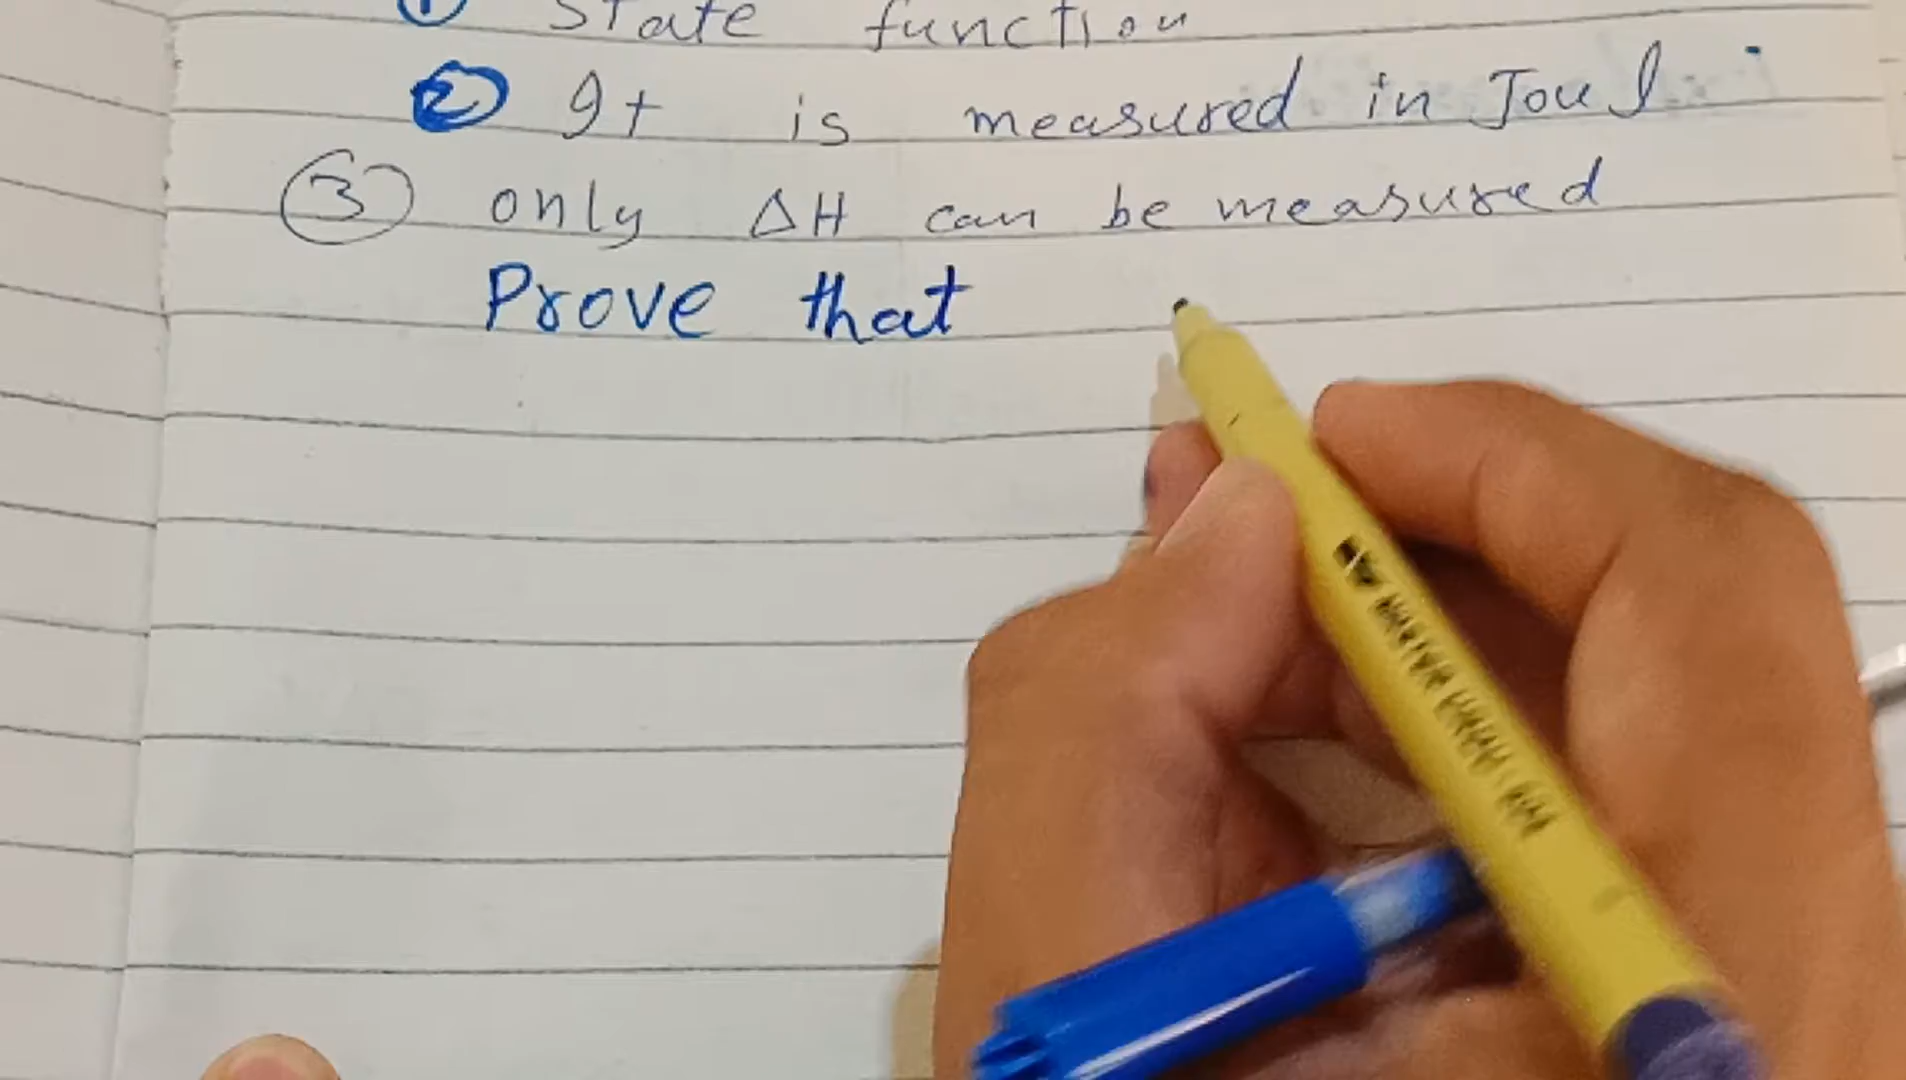 ① State function
② It is measured in Joul
③ only ΔH can be measured
Prove that